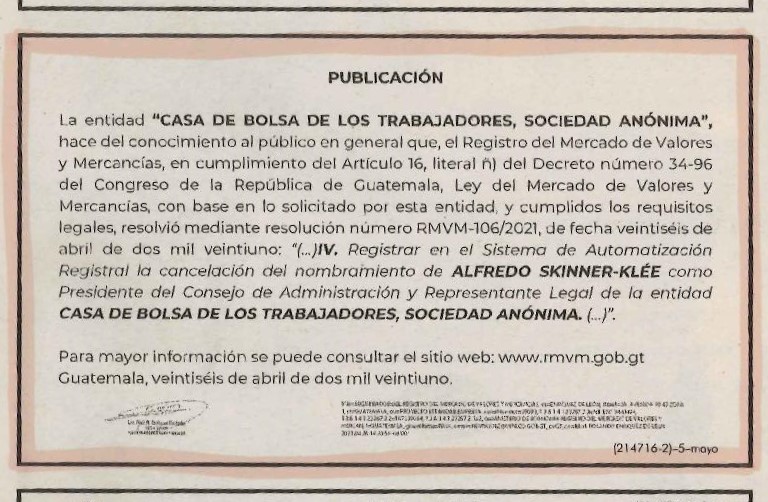 PUBLICACIÓN
La entidad "CASA DE BOLSA DE LOS TRABAJADORES, SOCIEDAD ANÓNIMA",
hace del conocimiento al público en general que, el Registro del Mercado de Valores
y Mercancías, en cumplimiento del Artículo 16, literal ñ) del Decreto número 34-96
del Congreso de la República de Guatemala, Ley del Mercado de Valores y
Mercancías, con base en lo solicitado por esta entidad, y cumplidos los requisitos
legales, resolvió mediante resolución número RMVM-106/2021, de fecha veintiséis de
abril de dos mil veintiuno: "(...)IV. Registrar en el Sistema de Automatización
Registral la cancelación del nombramiento de ALFREDO SKINNER-KLÉE como
Presidente del Consejo de Administración y Representante Legal de la entidad
CASA DE BOLSA DE LOS TRABAJADORES, SOCIEDAD ANÓNIMA. (...)".
Para mayor información se puede consultar el sitio web: www.rmvm.gob.gt
Guatemala, veintiséis de abril de dos mil veintiuno.
(214716-2)–5–mayo